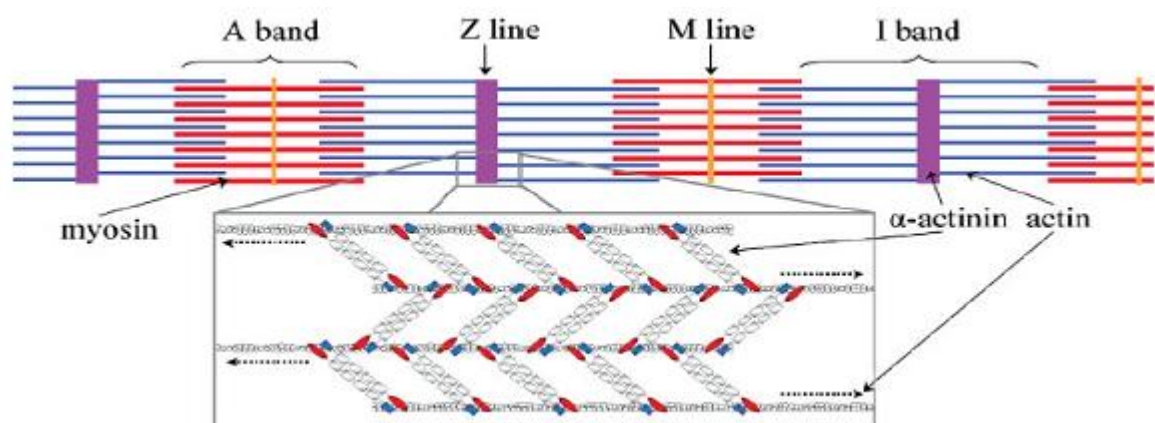 A band
Z line
M line
I band
myosin
α-actinin
actin